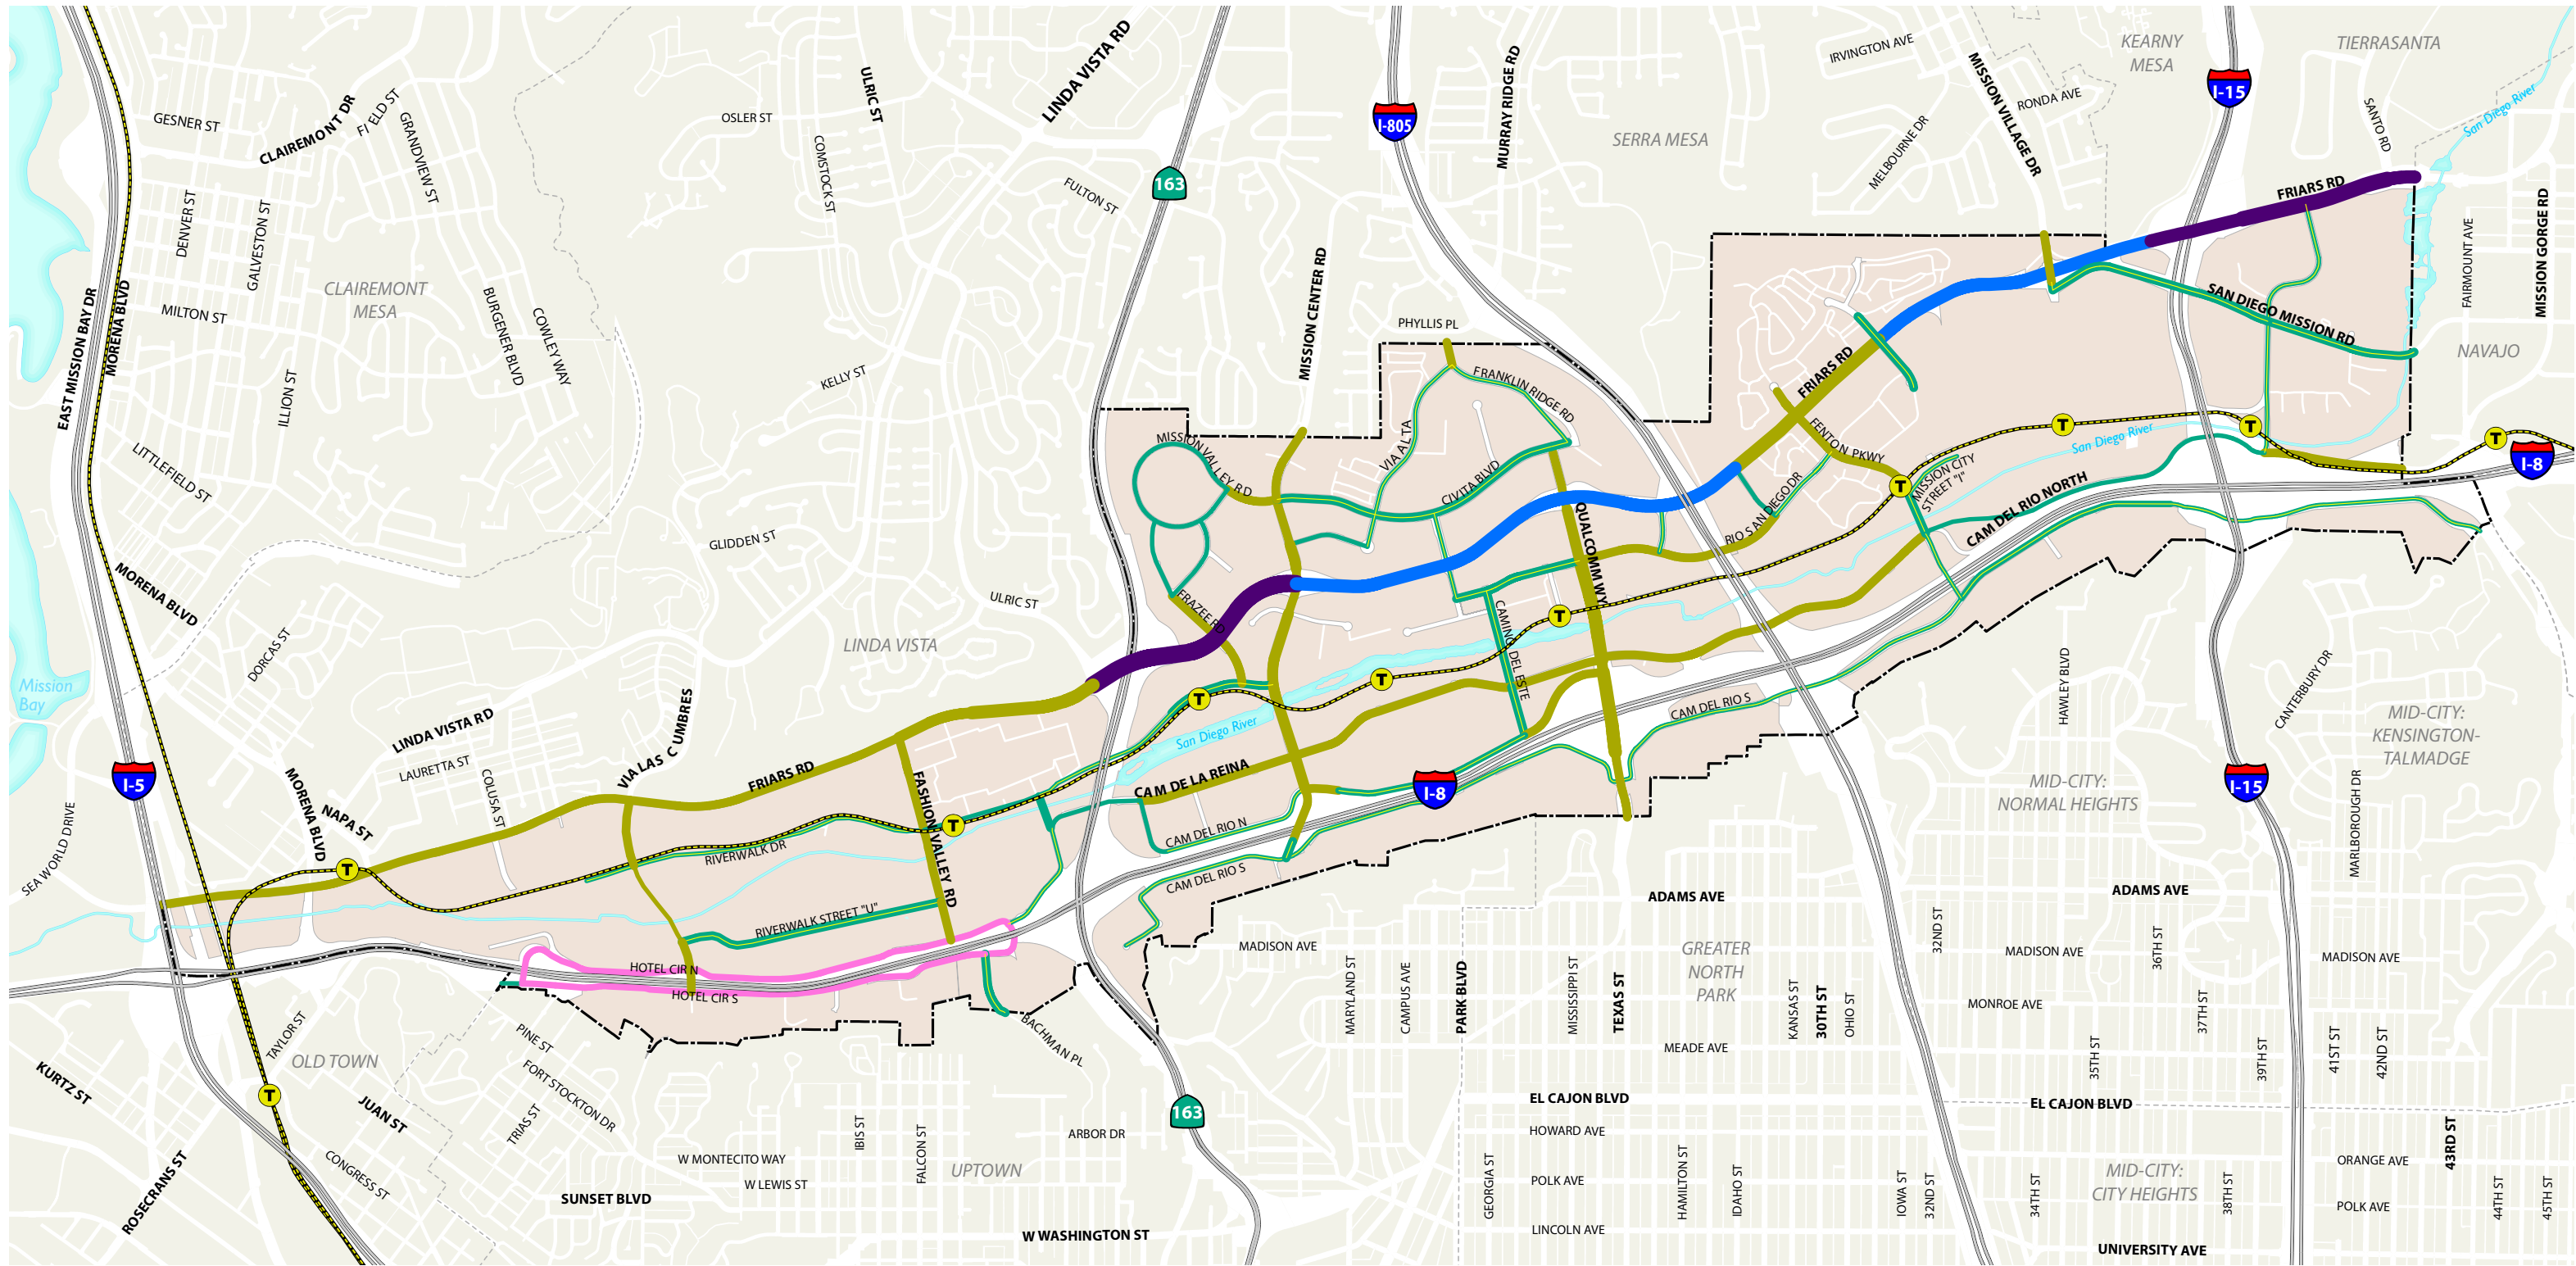 LINDA VISTA RD
KEARNY
MESA
TIERRASANTA
IRVINGTON AVE
MURRAY RIDGE RD
MISSION VILLAGE DR
I-15
RONDA AVE
SANTO RD
San Diego River
ULRIC ST
GESNER ST
CLAIREMONT DR
FIELD ST
GRANDVIEW ST
OSLER ST
COMSTOCK ST
I-805
SERRA MESA
MELBOURNE DR
163
FULTON ST
FRIARS RD
DENVER ST
GALVESTON ST
FAIRMOUNT AVE
MISSION GORGE RD
CLAIREMONT
MESA
MILTON ST
BURGENER BLVD
COWLEY WAY
EAST MISSION BAY DR
MORENA BLVD
MISSION CENTER RD
PHYLLIS PL
SAN DIEGO MISSION RD
NAVAJO
ILLION ST
KELLY ST
FRANKLIN RIDGE RD
FRIARS RD
LITTLEFIELD ST
MISSION VALLEY RD
VIA ALTA
CIVITA BLVD
FENTON PKWY
T
T
T
San Diego River
I-8
MISSION CITY
STREET "I"
T
RIO SAN DIEGO DR
CAM DEL RIO NORTH
GLIDDEN ST
QUALCOMM WY
MORENA BLVD
ULRIC ST
FRAZEE RD
T
CAMINO DEL ESTE
DORCAS ST
LINDA VISTA
HAWLEY BLVD
CANTERBURY DR
Mission
Bay
T
T
CAM DEL RIO S
San Diego River
LINDA VISTA RD
VIA LAS CUMBRES
MID-CITY:
KENSINGTON-
TALMADGE
LAURETTA ST
COLUSA ST
FRIARS RD
I-5
MORENA BLVD
NAPA ST
FASHION VALLEY RD
CAM DE LA REINA
I-8
MID-CITY:
NORMAL HEIGHTS
I-15
MARLBOROUGH DR
SEA WORLD DRIVE
T
T
CAM DEL RIO N
RIVERWALK DR
CAM DEL RIO S
ADAMS AVE
ADAMS AVE
RIVERWALK STREET "U"
MADISON AVE
GREATER
NORTH
PARK
32ND ST
MADISON AVE
36TH ST
MADISON AVE
HOTEL CIR N
HOTEL CIR S
MARYLAND ST
CAMPUS AVE
PARK BLVD
MISSISSIPPI ST
TEXAS ST
KANSAS ST
30TH ST
OHIO ST
MONROE AVE
37TH ST
TAYLOR ST
OLD TOWN
PINE ST
BACHMAN PL
MEADE AVE
35TH ST
39TH ST
41ST ST
42ND ST
KURTZ ST
T
FORT STOCKTON DR
JUAN ST
TRIAS ST
163
EL CAJON BLVD
EL CAJON BLVD
IBIS ST
FALCON ST
ARBOR DR
HOWARD AVE
43RD ST
ROSECRANS ST
CONGRESS ST
W MONTECITO WAY
UPTOWN
W LEWIS ST
SUNSET BLVD
GEORGIA ST
POLK AVE
HAMILTON ST
IDAHO ST
IOWA ST
32ND ST
34TH ST
MID-CITY:
CITY HEIGHTS
38TH ST
ORANGE AVE
POLK AVE
44TH ST
45TH ST
W WASHINGTON ST
LINCOLN AVE
UNIVERSITY AVE